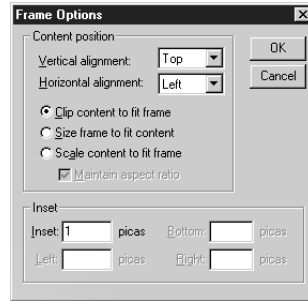 Frame Options
Content position
Vertical alignment: Top
Horizontal alignment: Left
Clip content to fit frame
Size frame to fit content
Scale content to fit frame
Maintain aspect ratio
OK
Cancel
Inset
Inset: 1 picas Bottom: picas
Left: picas Right: picas